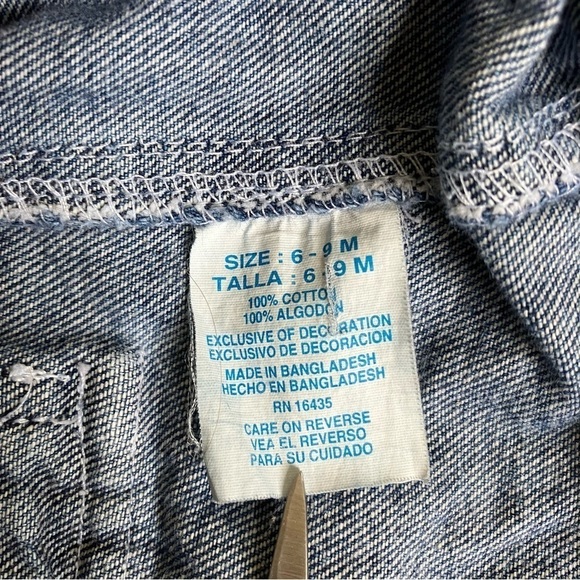 SIZE : 6 - 9 M
TALLA : 6 - 9 M
100% COTTON
100% ALGODON
EXCLUSIVE OF DECORATION
EXCLUSIVO DE DECORACION
MADE IN BANGLADESH
HECHO EN BANGLADESH
RN 16435
CARE ON REVERSE
VEA EL REVERSO
PARA SU CUIDADO